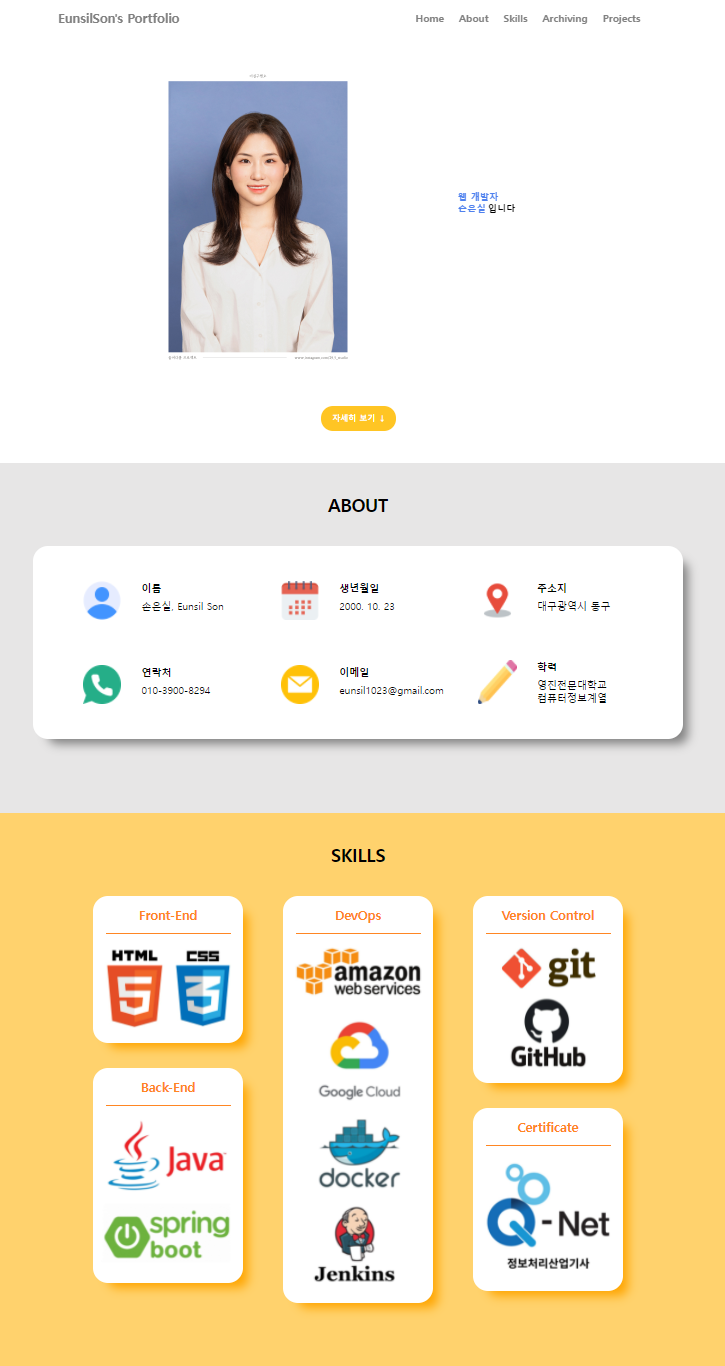 EunsilSon's Portfolio
Home About Skills Archiving Projects
웹 개발자
손은실 입니다
자세히 보기 ↓
ABOUT
이름
손은실, Eunsil Son
생년월일
2000. 10. 23
주소지
대구광역시 동구
연락처
010-3900-8294
이메일
eunsil1023@gmail.com
학력
영진전문대학교
컴퓨터정보계열
SKILLS
Front-End
HTML
5
CSS
3
Back-End
Java
spring
boot
DevOps
amazon
web services
Google Cloud
docker
Jenkins
Version Control
git
GitHub
Certificate
Q-Net
정보처리산업기사